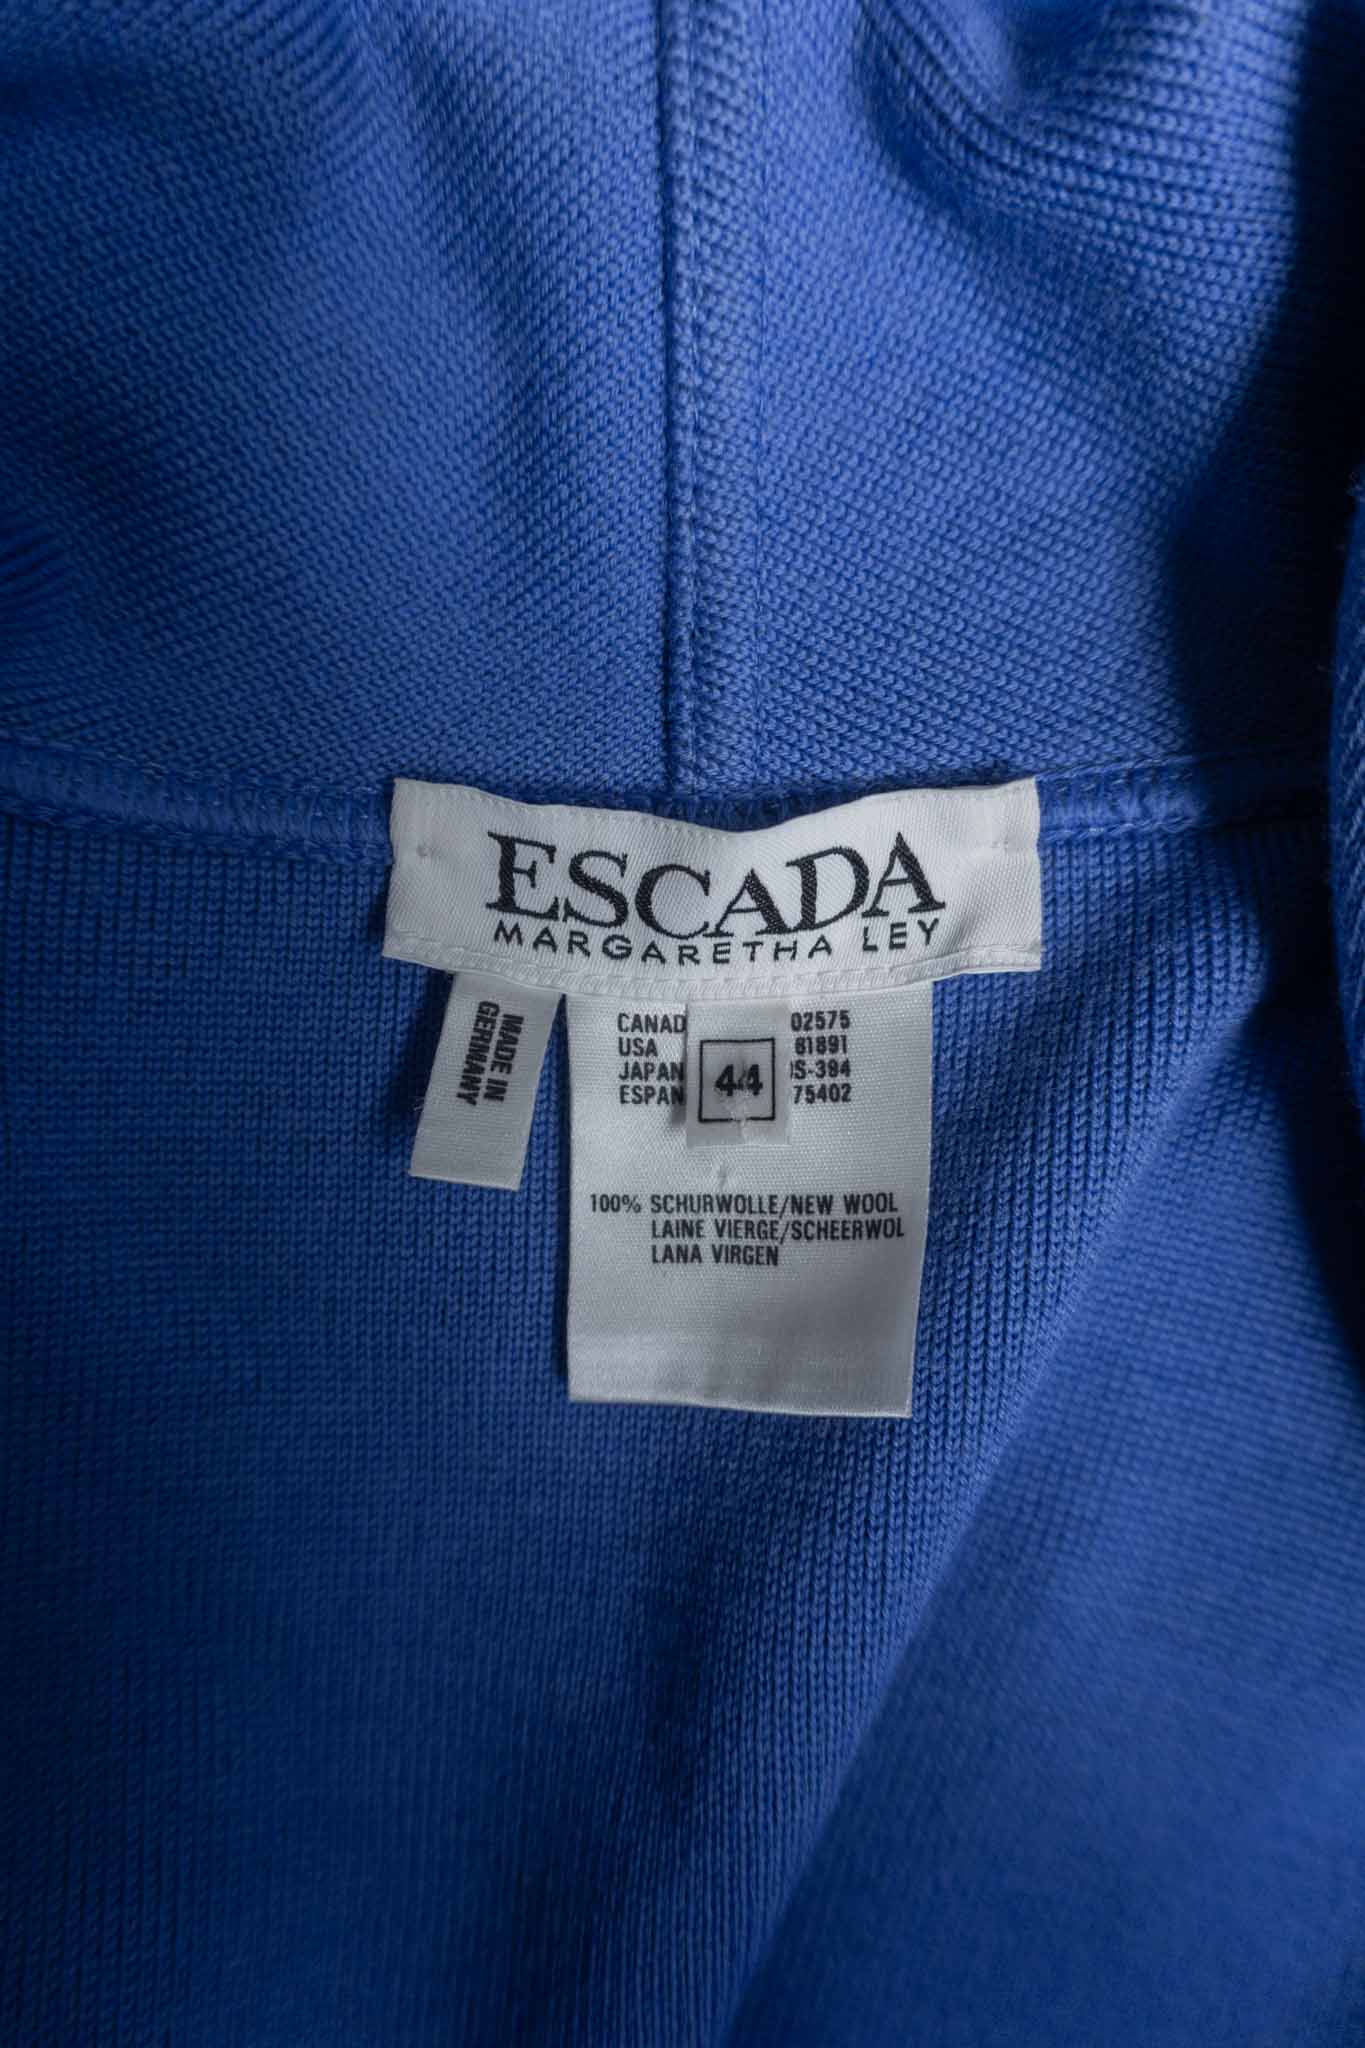 ESCADA
MARGARETHA LEY
MADE IN
GERMANY
CANAD 02575
USA 81891
JAPAN S-394
ESPAN 75402
44
100% SCHURWOLLE/NEW WOOL
LAINE VIERGE/SCHEERWOL
LANA VIRGEN